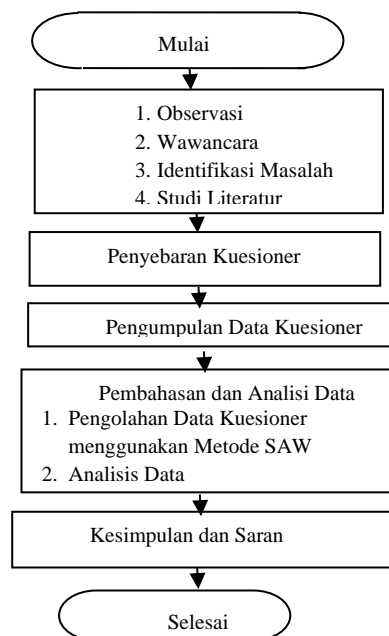 Mulai
1. Observasi
2. Wawancara
3. Identifikasi Masalah
4. Studi Literatur
Penyebaran Kuesioner
Pengumpulan Data Kuesioner
Pembahasan dan Analisi Data
1. Pengolahan Data Kuesioner
menggunakan Metode SAW
2. Analisis Data
Kesimpulan dan Saran
Selesai